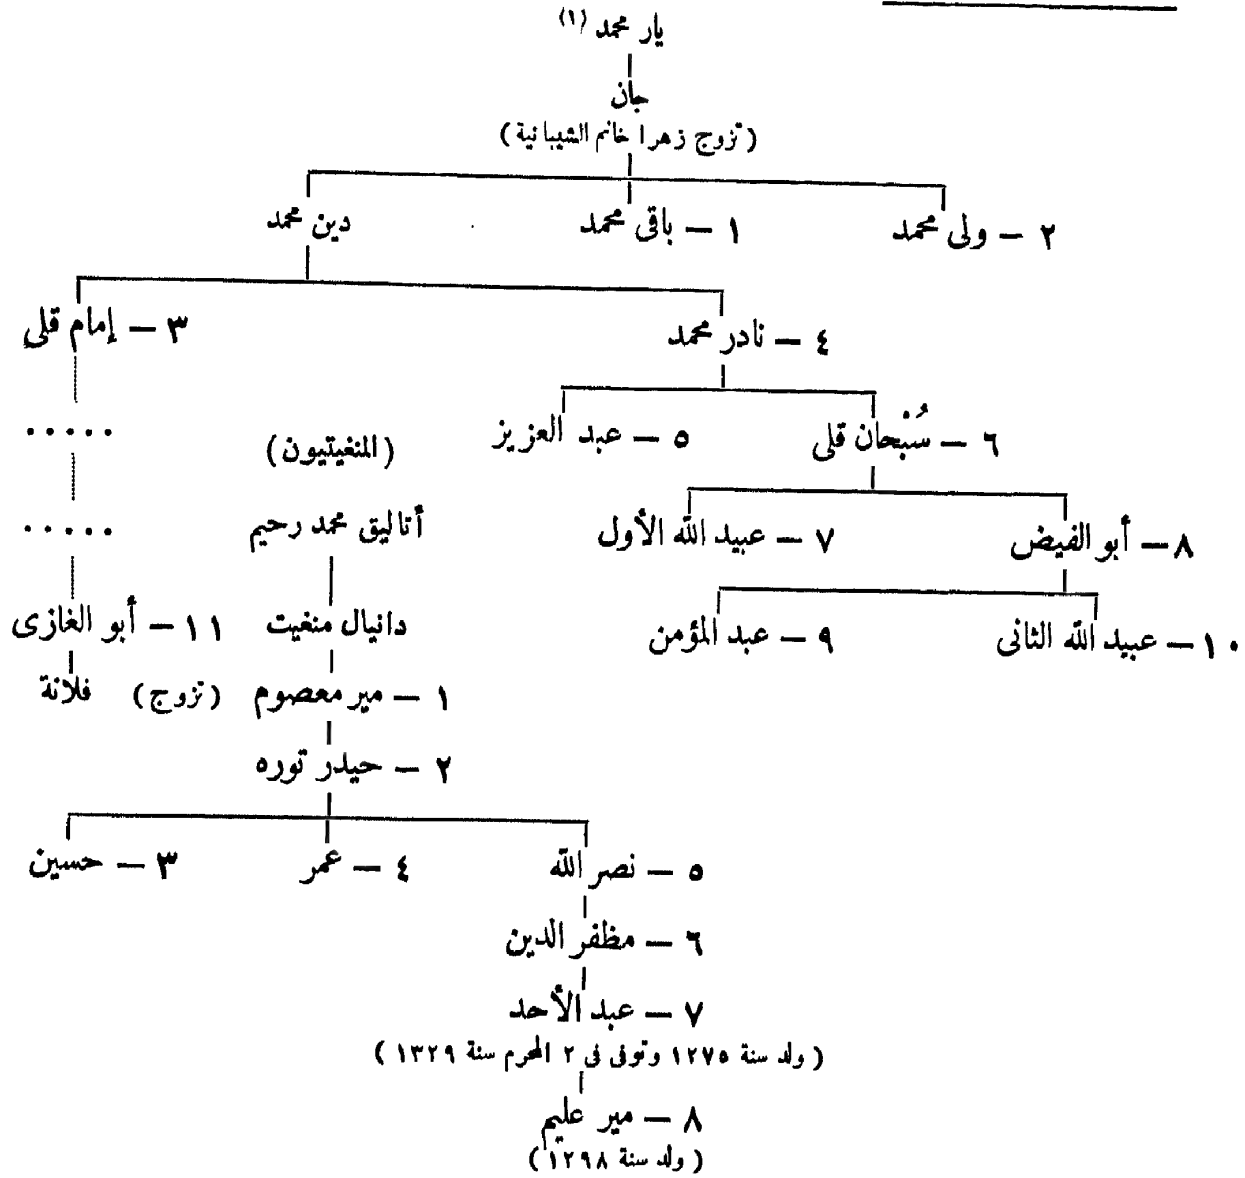 يار محمد (١)
جان
(تزوج زهرا خانم الشيبانية)
٢ – ولى محمد
١ – باقى محمد
دين محمد
٤ – نادر محمد
٣ – إمام قلى
٦ – سُبْحان قلى
٥ – عبد العزيز
(المنغيتيون)
.....
٨ – أبو الفيض
٧ – عبيد الله الأول
أتاليق محمد رحيم
.....
١٠ – عبيد الله الثانى
٩ – عبد المؤمن
دانيال منغيت
١١ – أبو الغازى
١ – مير معصوم (تزوج) فلانة
٢ – حيدر توره
٥ – نصر الله
٤ – عمر
٣ – حسين
٦ – مظفر الدين
٧ – عبد الأحد
(ولد سنة ١٢٧٥ وتوفى فى ٢ المحرم سنة ١٣٢٩)
٨ – مير عليم
(ولد سنة ١٢٩٨)